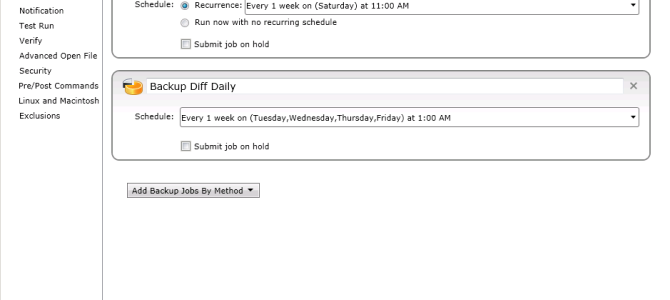 Notification
Test Run
Verify
Advanced Open File
Security
Pre/Post Commands
Linux and Macintosh
Exclusions
Schedule: Recurrence: Every 1 week on (Saturday) at 11:00 AM
Run now with no recurring schedule
Submit job on hold
Backup Diff Daily
Schedule: Every 1 week on (Tuesday,Wednesday,Thursday,Friday) at 1:00 AM
Submit job on hold
Add Backup Jobs By Method